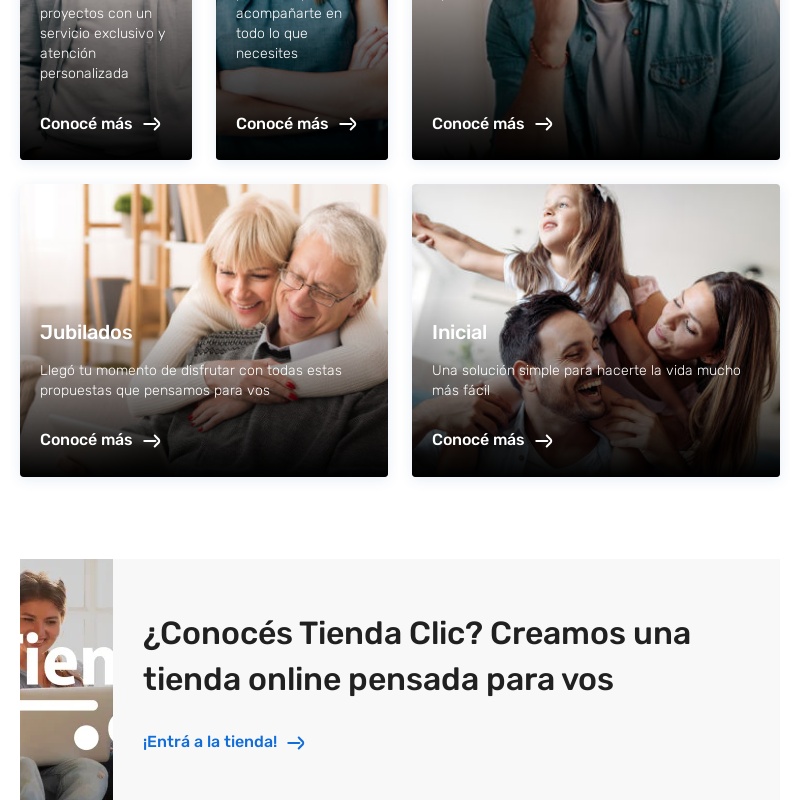 proyectos con un
servicio exclusivo y
atención
personalizada
Conocé más
acompañarte en
todo lo que
necesites
Conocé más
Conocé más
Jubilados
Llegó tu momento de disfrutar con todas estas
propuestas que pensamos para vos
Conocé más
Inicial
Una solución simple para hacerte la vida mucho
más fácil
Conocé más
¿Conocés Tienda Clic? Creamos una
tienda online pensada para vos
¡Entrá a la tienda!